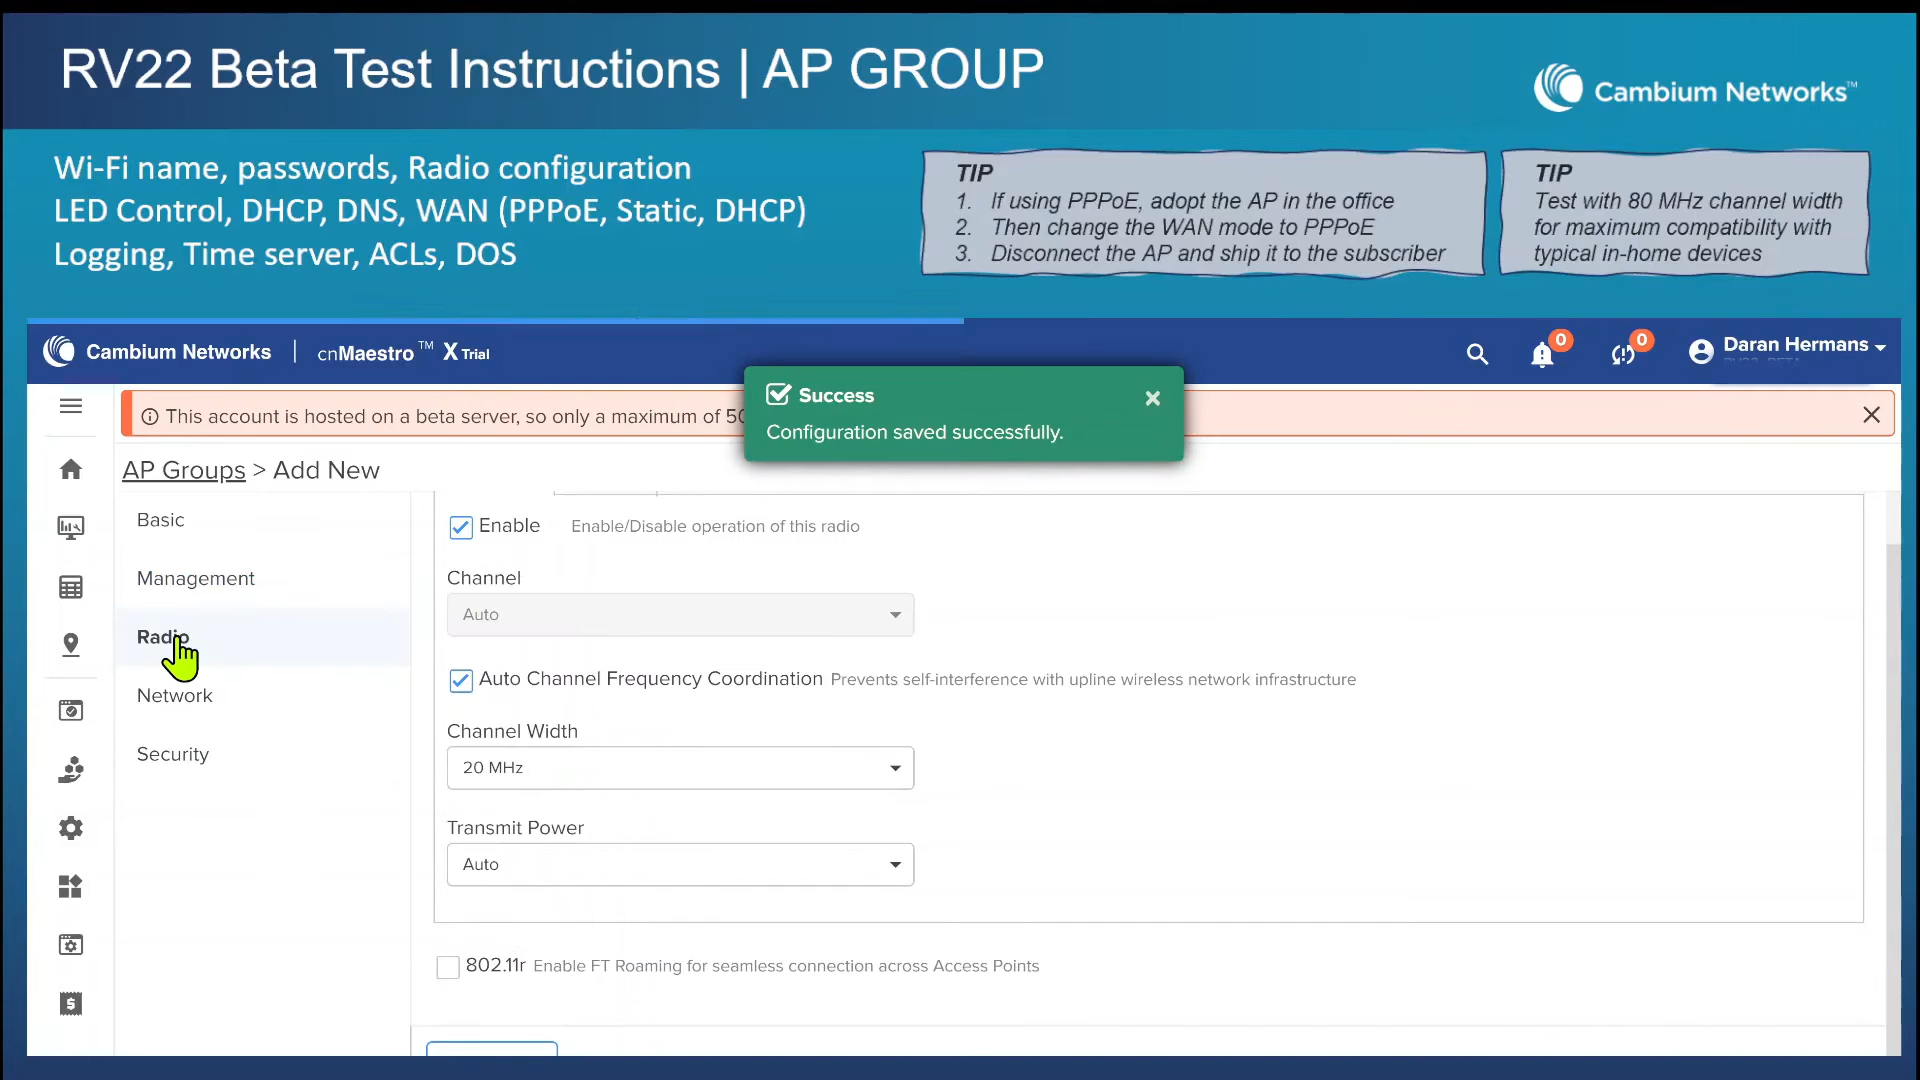 RV22 Beta Test Instructions | AP GROUP
Cambium Networks™
Wi-Fi name, passwords, Radio configuration
LED Control, DHCP, DNS, WAN (PPPoE, Static, DHCP)
Logging, Time server, ACLs, DOS
TIP
1. If using PPPoE, adopt the AP in the office
2. Then change the WAN mode to PPPoE
3. Disconnect the AP and ship it to the subscriber
TIP
Test with 80 MHz channel width
for maximum compatibility with
typical in-home devices
Cambium Networks | cnMaestro™ X Trial
0
0
Daran Hermans
Success
Configuration saved successfully.
This account is hosted on a beta server, so only a maximum of
AP Groups > Add New
Basic
Management
Radio
Network
Security
Enable Enable/Disable operation of this radio
Channel
Auto
Auto Channel Frequency Coordination Prevents self-interference with upline wireless network infrastructure
Channel Width
20 MHz
Transmit Power
Auto
802.11r Enable FT Roaming for seamless connection across Access Points